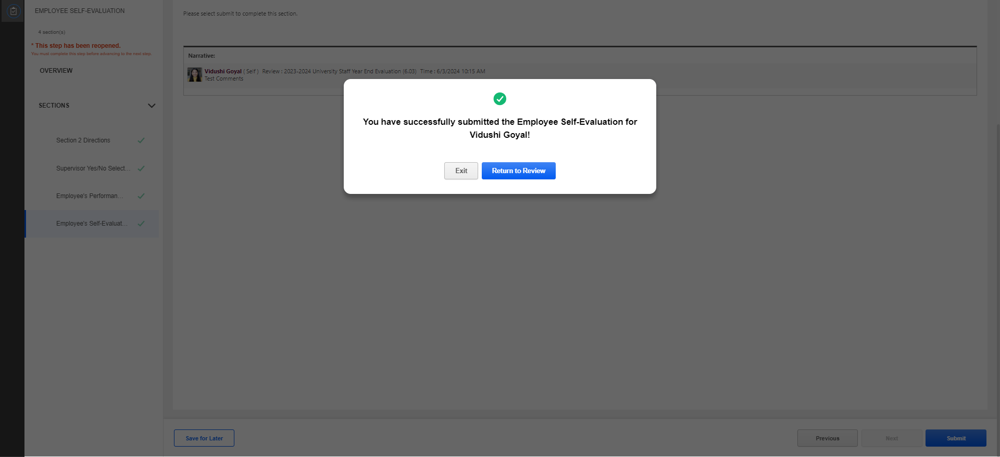 EMPLOYEE SELF-EVALUATION
4 section(s)
* This step has been reopened.
You must complete this step before advancing to the next step.
OVERVIEW
SECTIONS
Section 2 Directions
Supervisor Yes/No Select...
Employee's Performan...
Employee's Self-Evaluat...
Please select submit to complete this section.
Narrative:
Vidushi Goyal ( Self ) Review : 2023-2024 University Staff Year End Evaluation (6.03) Time : 6/3/2024 10:15 AM
Test Comments
You have successfully submitted the Employee Self-Evaluation for
Vidushi Goyal!
Exit
Return to Review
Save for Later
Previous
Next
Submit